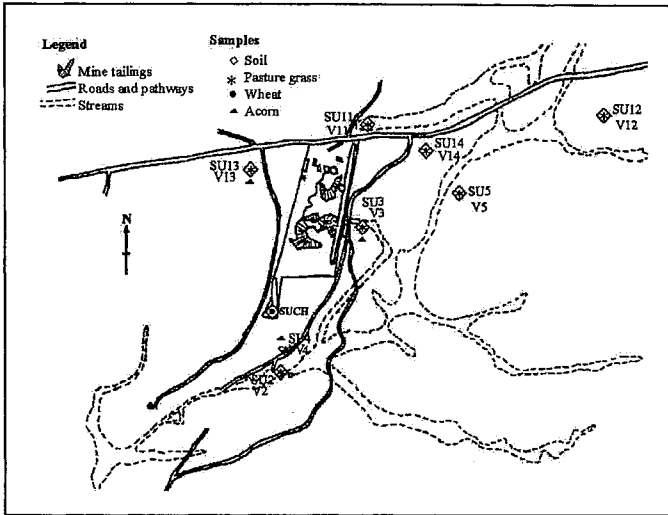 Legend
Mine tailings
Roads and pathways
Streams
Samples
Soil
Pasture grass
Wheat
Acorn
N
SU11
V11
SU12
V12
SU13
V13
SU14
V14
SU5
V5
SU3
V3
SUCH
V4
SU2
V2